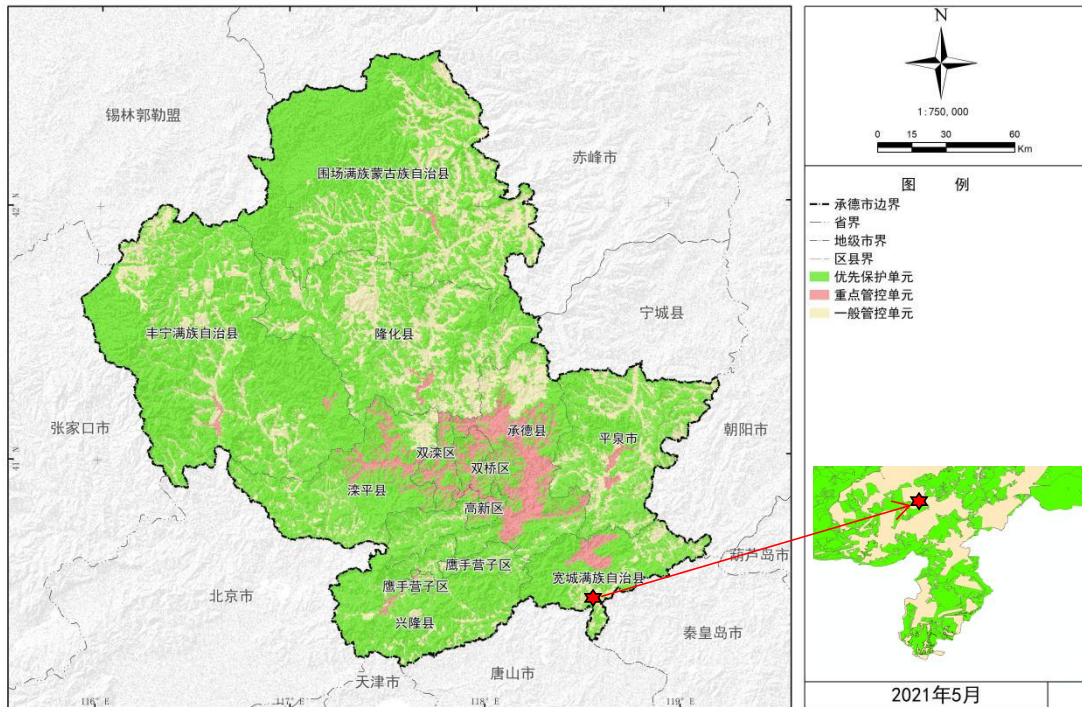 锡林郭勒盟
赤峰市
围场满族蒙古族自治县
42° N
宁城县
丰宁满族自治县
隆化县
张家口市
朝阳市
承德县
平泉市
41° N
双滦区
双桥区
滦平县
高新区
葫芦岛市
鹰手营子区
宽城满族自治县
鹰手营子区
北京市
兴隆县
秦皇岛市
唐山市
天津市
116° E
117° E
118° E
119° E
N
1:750,000
0 15 30 45 60
Km
图 例
承德市边界
省界
地级市界
区县界
优先保护单元
重点管控单元
一般管控单元
2021年5月